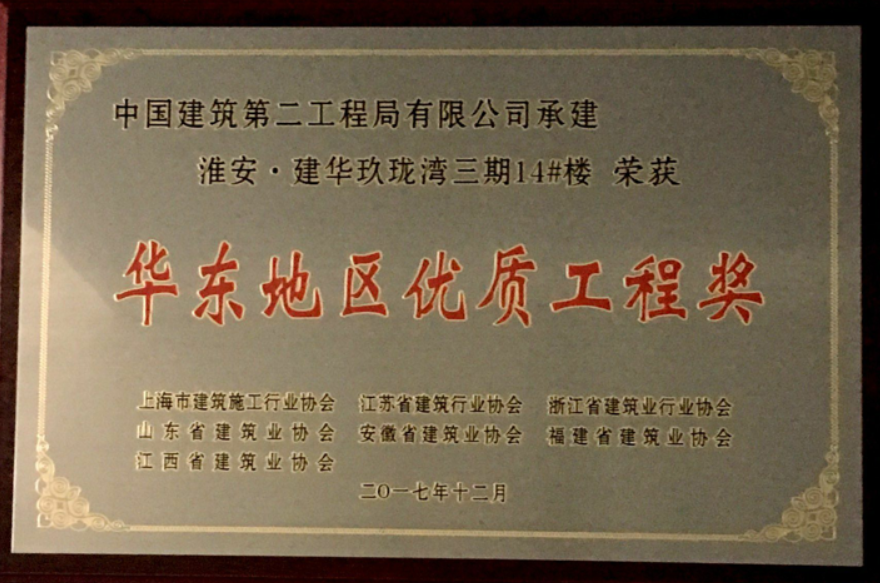 中国建筑第二工程局有限公司承建
淮安·建华玖珑湾三期14#楼 荣获
华东地区优质工程奖
上海市建筑施工行业协会 江苏省建筑行业协会 浙江省建筑业行业协会
山东省建筑业协会 安徽省建筑业协会 福建省建筑业协会
江西省建筑业协会
二〇一七年十二月